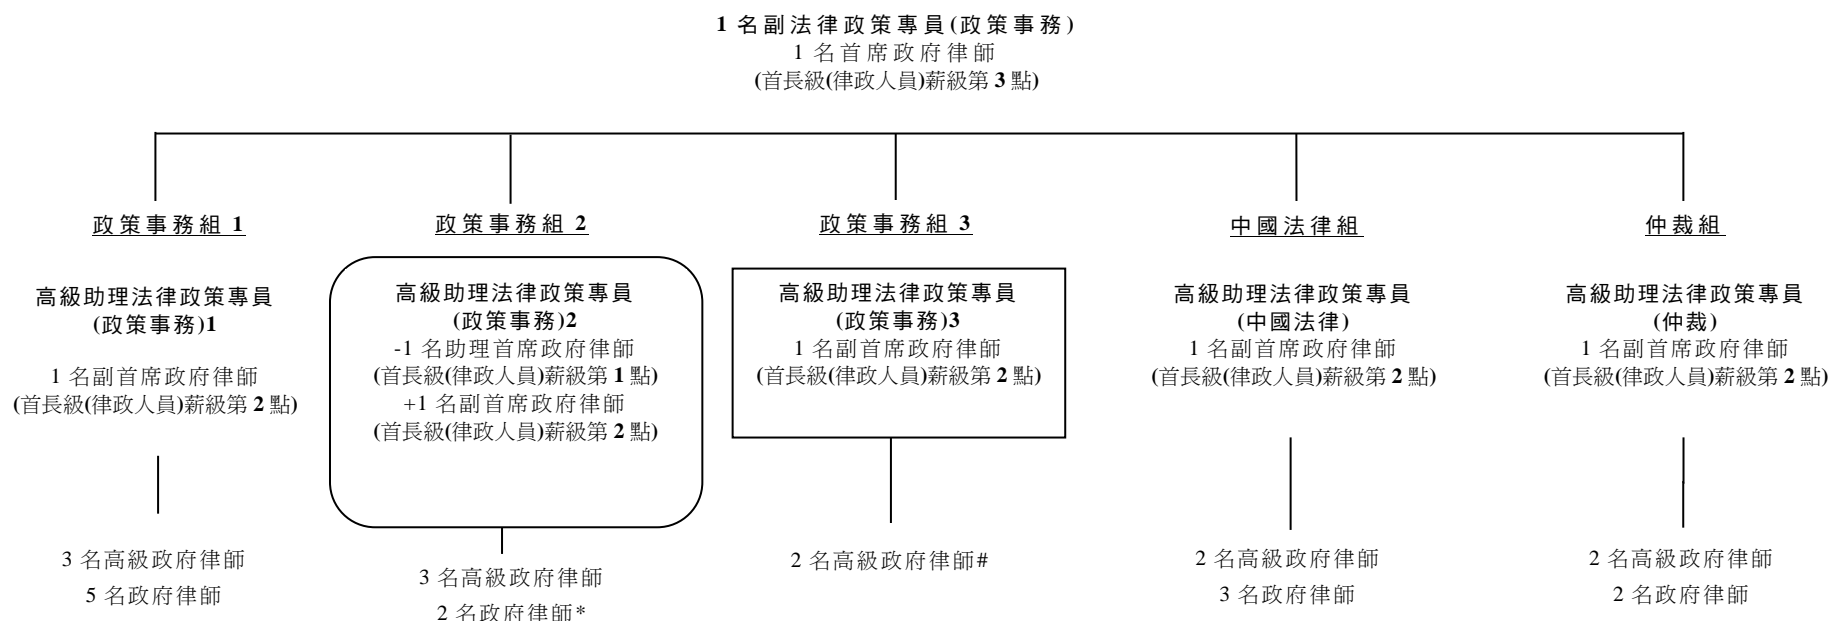 1 名副法律政策專員(政策事務)
1 名首席政府律師
(首長級(律政人員)薪級第 3 點)
政策事務組 1
高級助理法律政策專員
(政策事務)1
1 名副首席政府律師
(首長級(律政人員)薪級第 2 點)
3 名高級政府律師
5 名政府律師
政策事務組 2
高級助理法律政策專員
(政策事務)2
-1 名助理首席政府律師
(首長級(律政人員)薪級第 1 點)
+1 名副首席政府律師
(首長級(律政人員)薪級第 2 點)
3 名高級政府律師
2 名政府律師*
政策事務組 3
高級助理法律政策專員
(政策事務)3
1 名副首席政府律師
(首長級(律政人員)薪級第 2 點)
2 名高級政府律師#
中國法律組
高級助理法律政策專員
(中國法律)
1 名副首席政府律師
(首長級(律政人員)薪級第 2 點)
2 名高級政府律師
3 名政府律師
仲裁組
高級助理法律政策專員
(仲裁)
1 名副首席政府律師
(首長級(律政人員)薪級第 2 點)
2 名高級政府律師
2 名政府律師